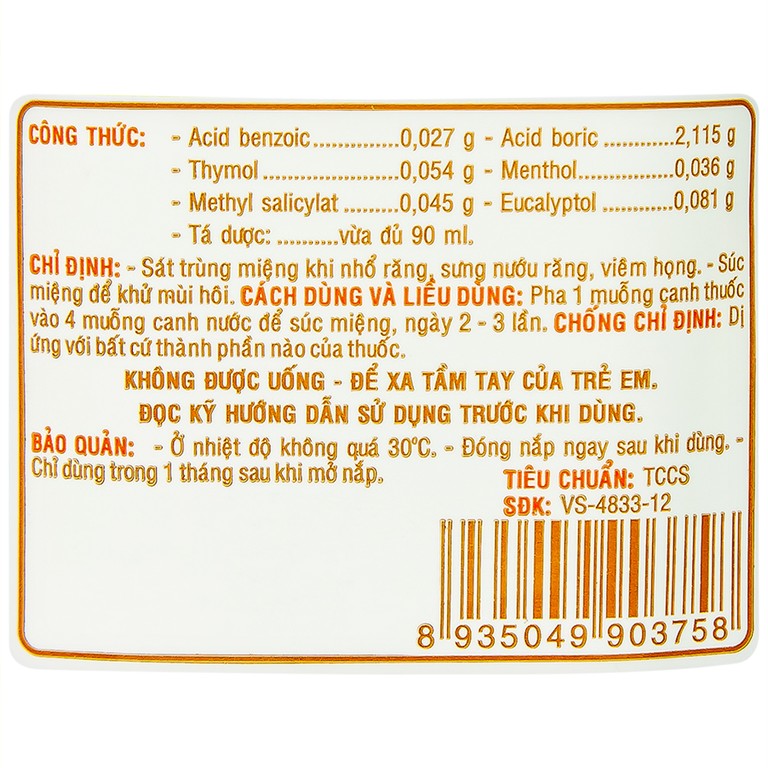 CÔNG THỨC: - Acid benzoic..............0,027 g - Acid boric ............2,115 g
- Thymol.......................0,054 g - Menthol................0,036 g
- Methyl salicylat .........0,045 g - Eucalyptol ...........0,081 g
- Tá dược: ..........vừa đủ 90 ml.
CHỈ ĐỊNH: - Sát trùng miệng khi nhổ răng, sưng nướu răng, viêm họng. - Súc
miệng để khử mùi hôi. CÁCH DÙNG VÀ LIỀU DÙNG: Pha 1 muỗng canh thuốc
vào 4 muỗng canh nước để súc miệng, ngày 2 - 3 lần. CHỐNG CHỈ ĐỊNH: Dị
ứng với bất cứ thành phần nào của thuốc.
KHÔNG ĐƯỢC UỐNG - ĐỂ XA TẦM TAY CỦA TRẺ EM.
ĐỌC KỸ HƯỚNG DẪN SỬ DỤNG TRƯỚC KHI DÙNG.
BẢO QUẢN: - Ở nhiệt độ không quá 30°C. - Đóng nắp ngay sau khi dùng. -
Chỉ dùng trong 1 tháng sau khi mở nắp.
TIÊU CHUẨN: TCCS
SĐK: VS-4833-12
8 935049 903758